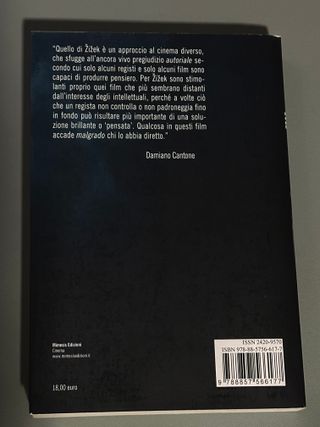 "Quello di Žižek è un approccio al cinema diverso,
che sfugge all'ancora vivo pregiudizio autoriale se-
condo cui solo alcuni registi e solo alcuni film sono
capaci di produrre pensiero. Per Žižek sono stimo-
lanti proprio quei film che più sembrano distanti
dall'interesse degli intellettuali, perché a volte ciò
che un regista non controlla o non padroneggia fino
in fondo può risultare più importante di una solu-
zione brillante o 'pensata'. Qualcosa in questi film
accade malgrado chi lo abbia diretto."
Damiano Cantone
Mimesis Edizioni
Cinema
www.mimesisedizioni.it
18,00 euro
ISSN 2420-9570
ISBN 978-88-5756-617-7
9 788857 566177